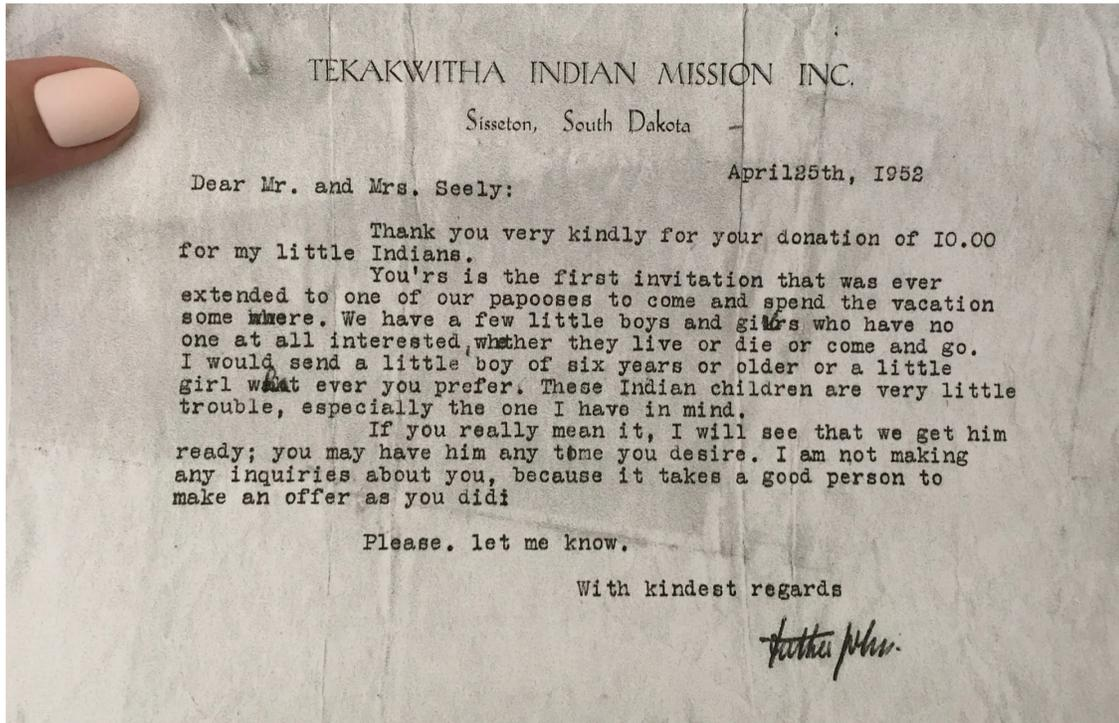 TEKAKWITHA INDIAN MISSION INC.
Sisseton, South Dakota
April25th, I952
Dear Mr. and Mrs. Seely:
Thank you very kindly for your donation of I0.00
for my little Indians.
You'rs is the first invitation that was ever
extended to one of our papooses to come and spend the vacation
some where. We have a few little boys and girls who have no
one at all interested,whether they live or die or come and go.
I would send a little boy of six years or older or a little
girl what ever you prefer. These Indian children are very little
trouble, especially the one I have in mind.
If you really mean it, I will see that we get him
ready; you may have him any tome you desire. I am not making
any inquiries about you, because it takes a good person to
make an offer as you did!
Please. let me know.
With kindest regards
Father John.